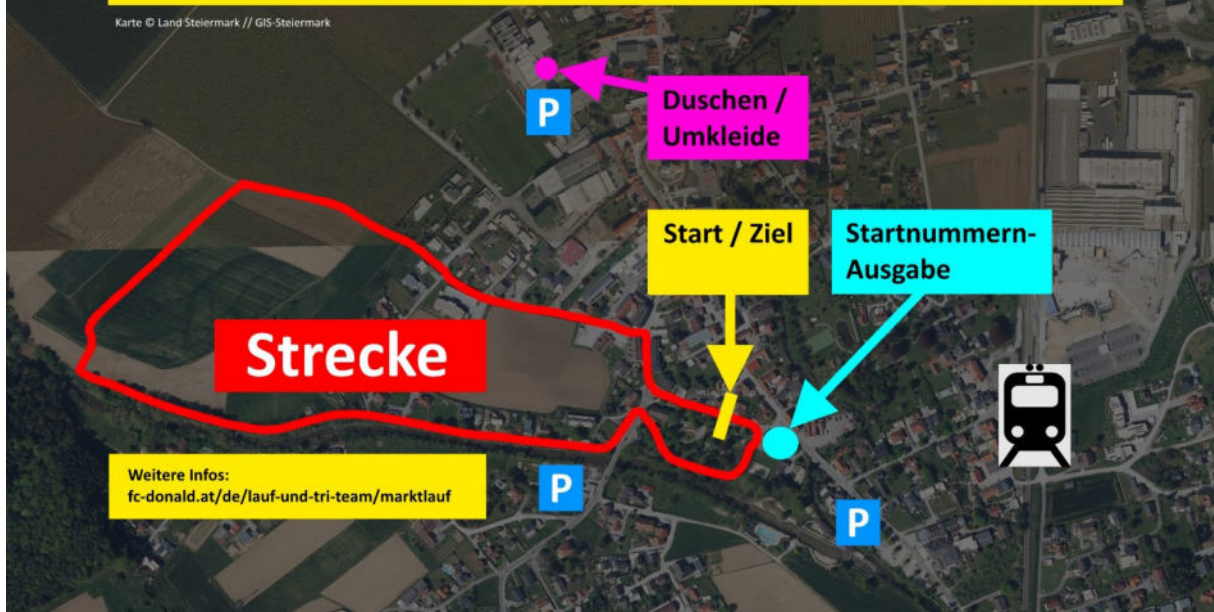 Karte © Land Steiermark // GIS-Steiermark
P
Duschen /
Umkleide
Start / Ziel
Startnummern-
Ausgabe
Strecke
Weitere Infos:
fc-donald.at/de/lauf-und-tri-team/marktlauf
P
P